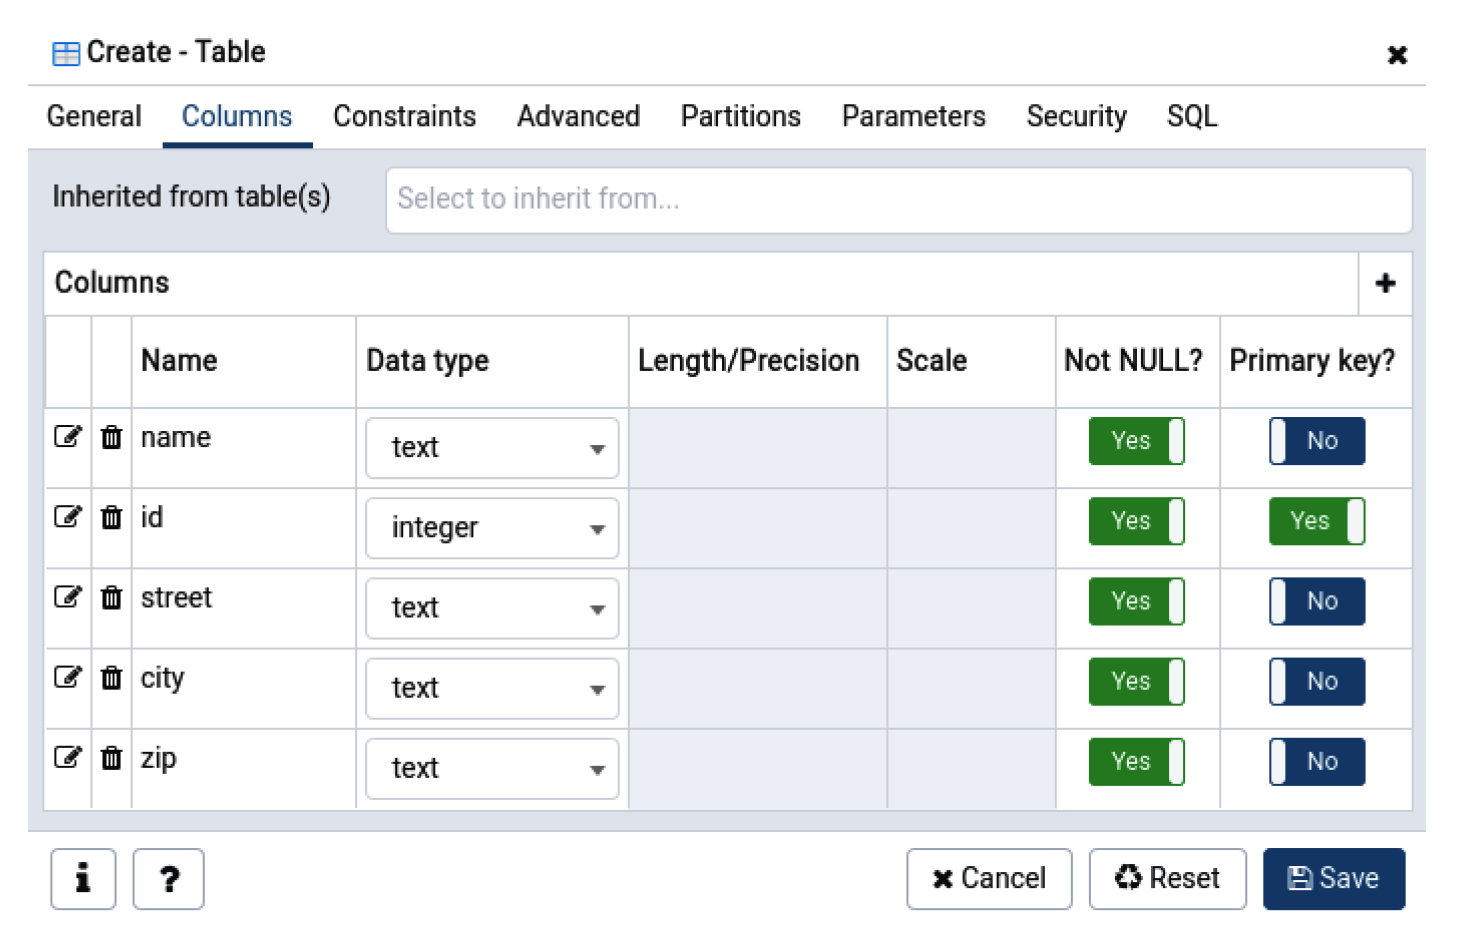 Create - Table
General Columns Constraints Advanced Partitions Parameters Security SQL
Inherited from table(s) Select to inherit from...
Columns
Name Data type Length/Precision Scale Not NULL? Primary key?
name text Yes No
id integer Yes Yes
street text Yes No
city text Yes No
zip text Yes No
i ? Cancel Reset Save